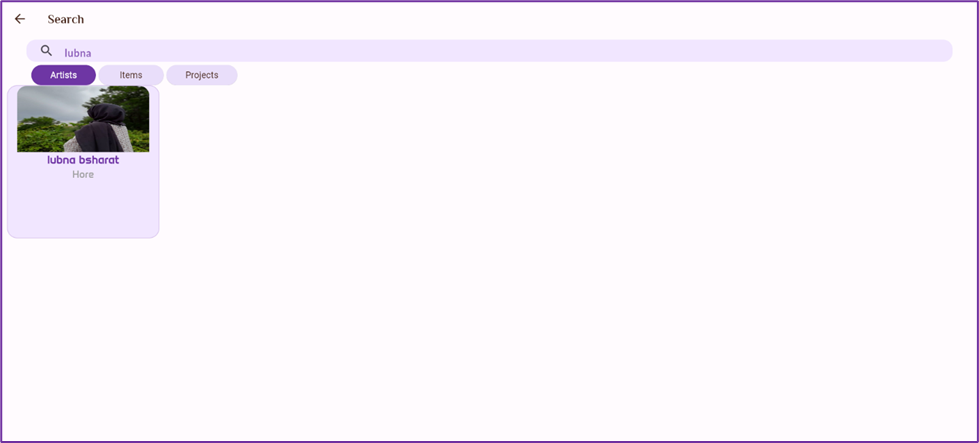 Search
lubna
Artists Items Projects
lubna bsharat
Hore